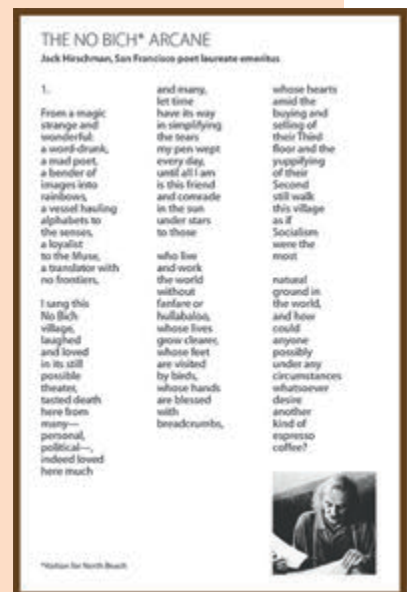 THE NO BICH* ARCANE
Jack Hirschman, San Francisco poet laureate emeritus
1.
From a magic
strange and
wonderful:
a word-drunk,
a mad poet,
a bender of
images into
rainbows,
a vessel hauling
alphabets to
the senses,
a loyalist
to the Muse,
a translator with
no frontiers,
I sang this
No Bich
village,
laughed
and loved
in its still
possible
theater,
tasted death
here from
many—
personal,
political—,
indeed loved
here much
and many,
let time
have its way
in simplifying
the tears
my pen wept
every day,
until all I am
is this friend
and comrade
in the sun
under stars
to those
who live
and work
the world
without
fanfare or
hullabaloo,
whose lives
grow clearer,
whose feet
are visited
by birds,
whose hands
are blessed
with
breadcrumbs,
whose hearts
amid the
buying and
selling of
their Third
floor and the
yuppifying
of their
Second
still walk
this village
as if
Socialism
were the
most
natural
ground in
the world,
and how
could
anyone
possibly
under any
circumstances
whatsoever
desire
another
kind of
espresso
coffee?
*Italian for North Beach